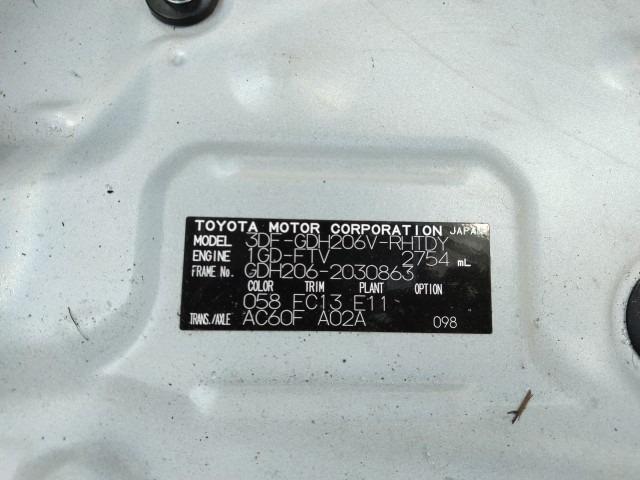 TOYOTA MOTOR CORPORATION JAPAN
MODEL 3DF-GDH206V-RHTDY
ENGINE 1GD-FTV 2754 mL
FRAME No. GDH206-2030863
COLOR TRIM PLANT OPTION
058 FC13 E11
TRANS./AXLE AC60F A02A 098